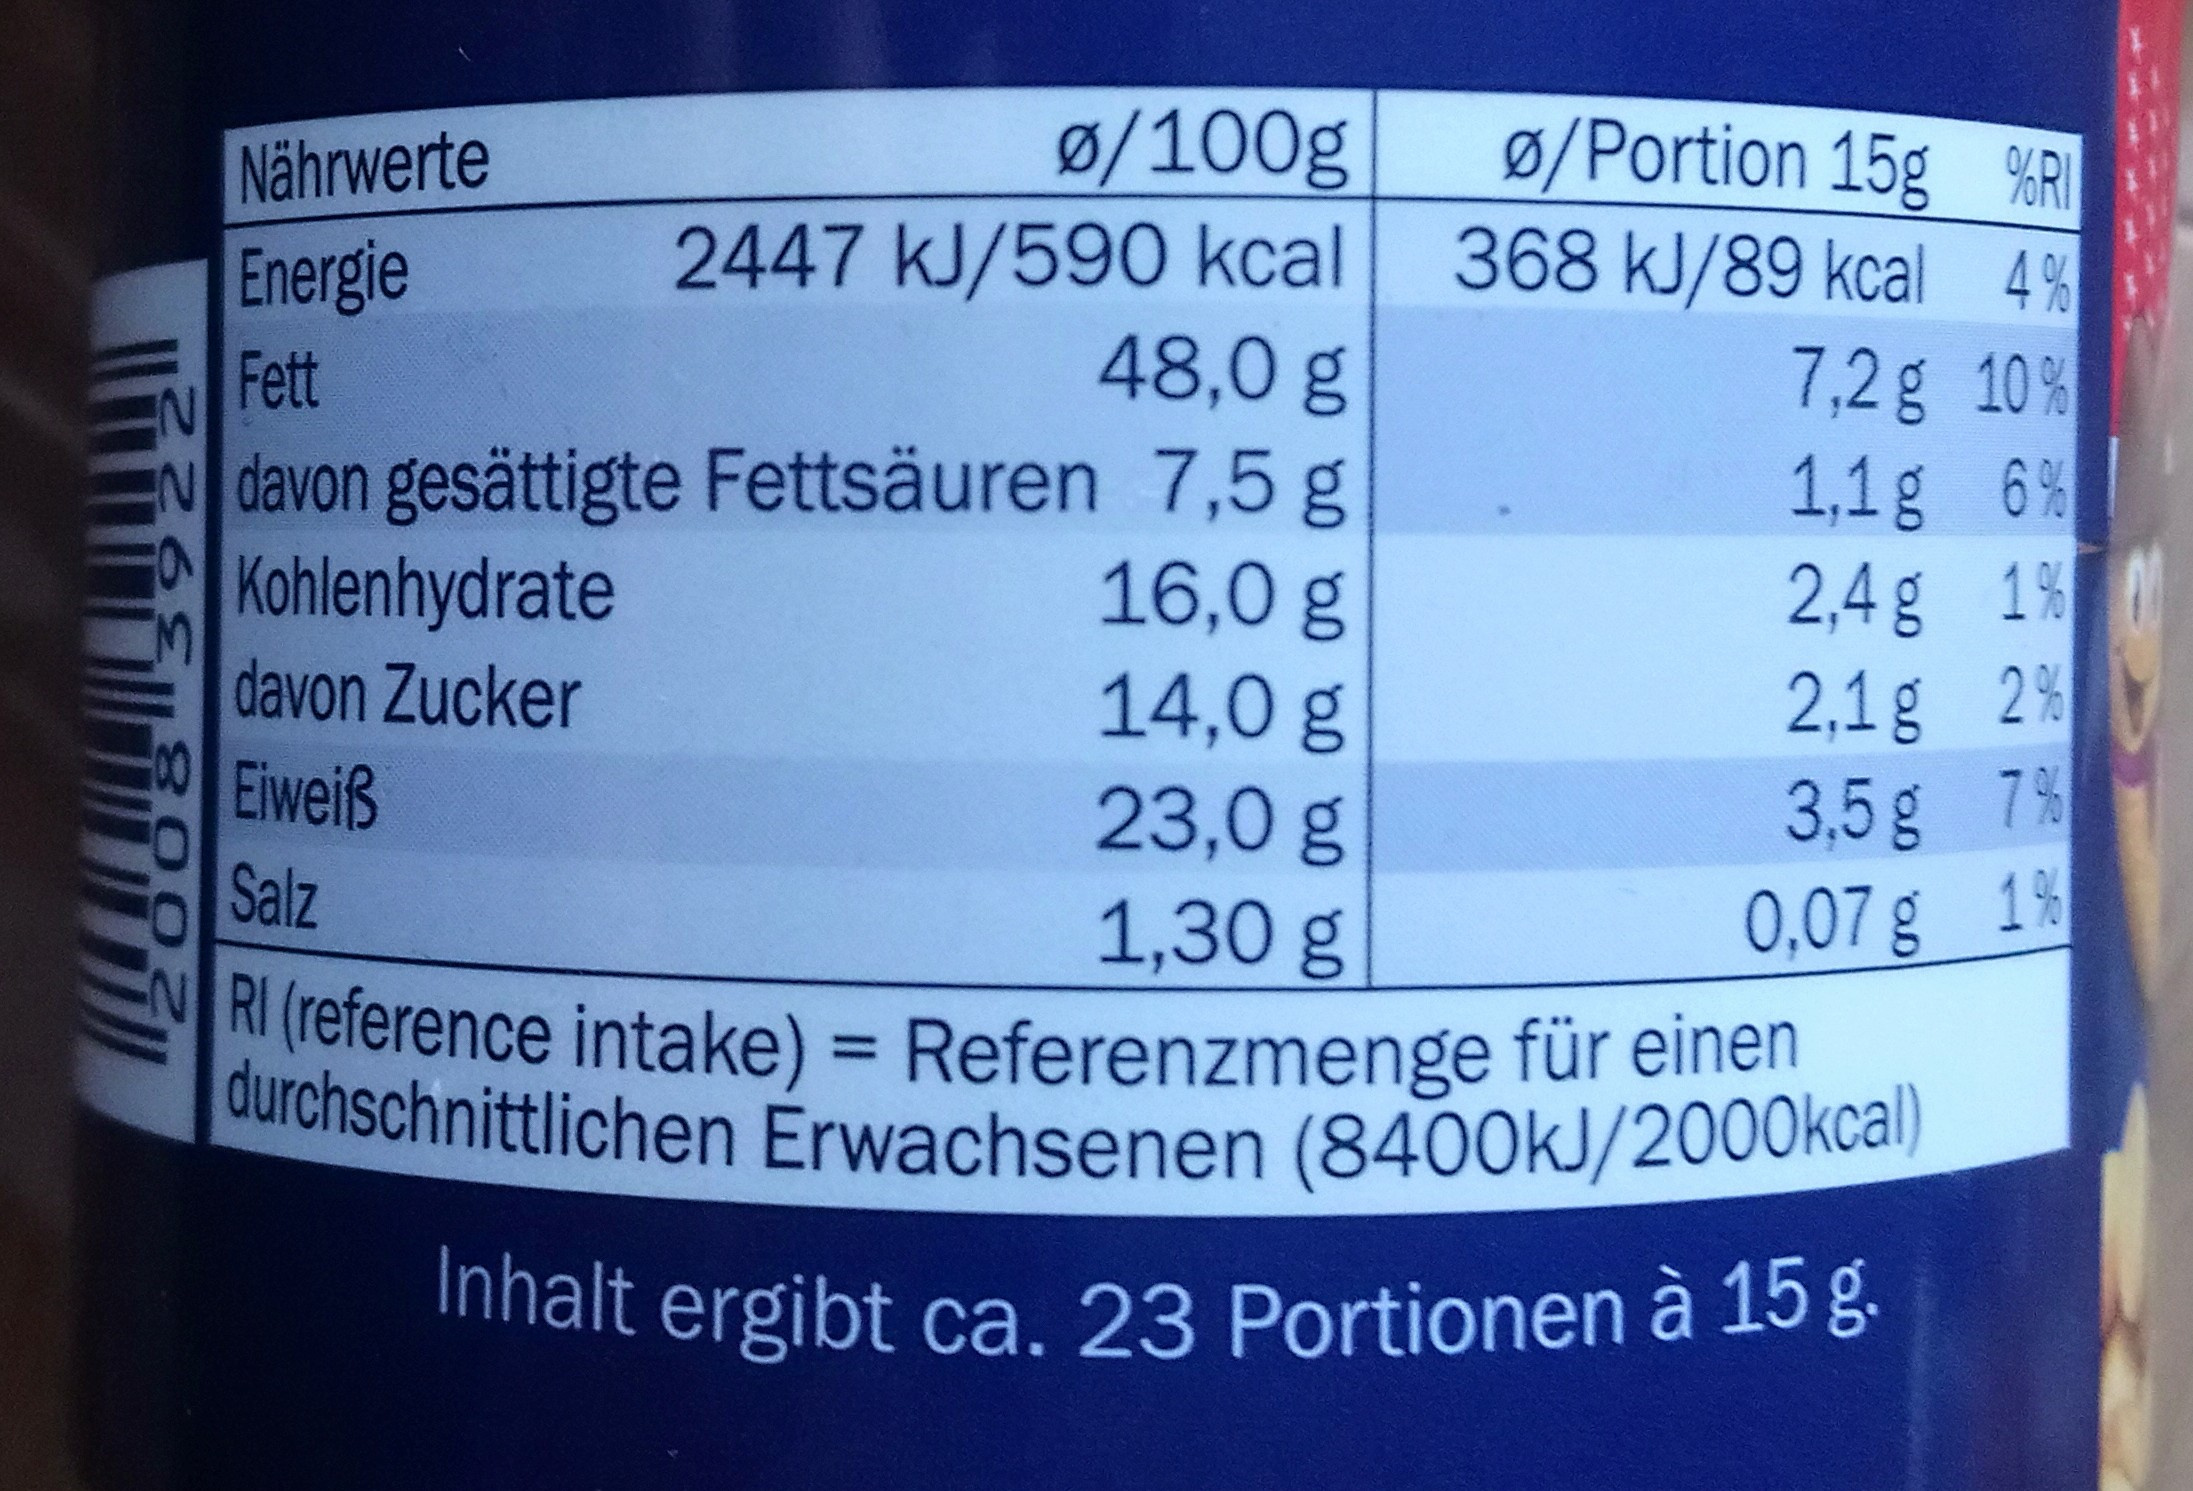 Nährwerte ø/100g ø/Portion 15g %RI
Energie 2447 kJ/590 kcal 368 kJ/89 kcal 4%
Fett 48,0 g 7,2 g 10%
davon gesättigte Fettsäuren 7,5 g 1,1 g 6%
Kohlenhydrate 16,0 g 2,4 g 1%
davon Zucker 14,0 g 2,1 g 2%
Eiweiß 23,0 g 3,5 g 7%
Salz 1,30 g 0,07 g 1%
RI (reference intake) = Referenzmenge für einen
durchschnittlichen Erwachsenen (8400kJ/2000kcal)
Inhalt ergibt ca. 23 Portionen à 15 g.
20083922